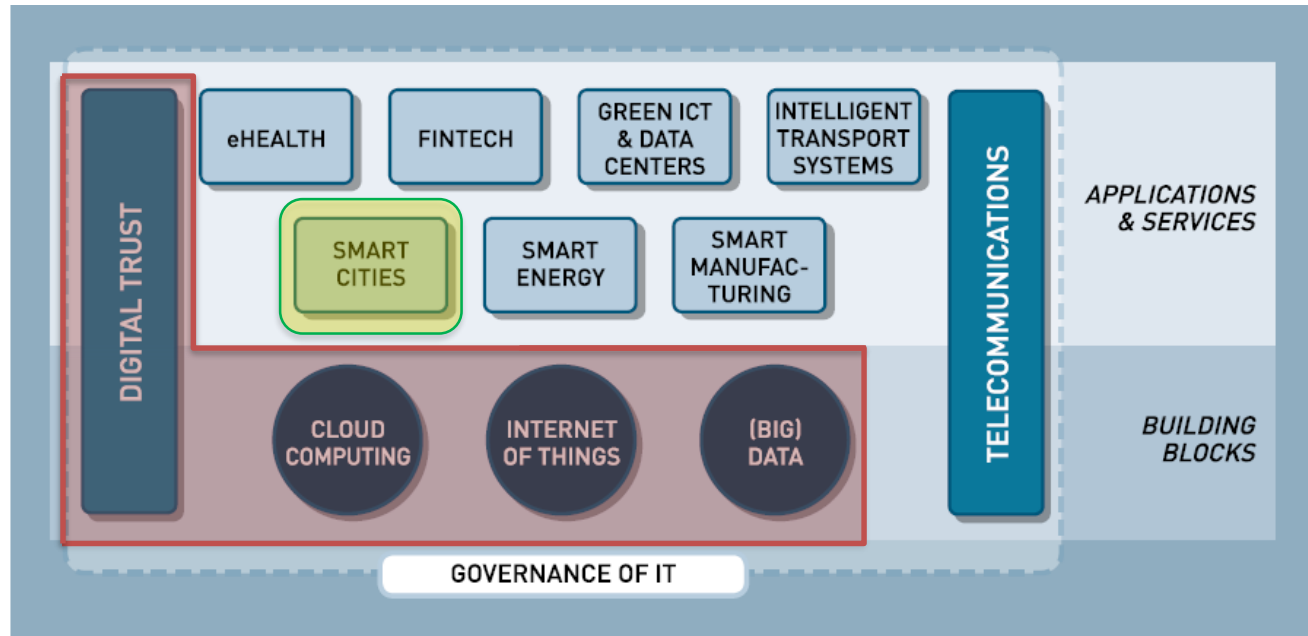 DIGITAL TRUST
eHEALTH
FINTECH
GREEN ICT
& DATA
CENTERS
INTELLIGENT
TRANSPORT
SYSTEMS
SMART
CITIES
SMART
ENERGY
SMART
MANUFAC-
TURING
TELECOMMUNICATIONS
APPLICATIONS
& SERVICES
CLOUD
COMPUTING
INTERNET
OF THINGS
(BIG)
DATA
BUILDING
BLOCKS
GOVERNANCE OF IT